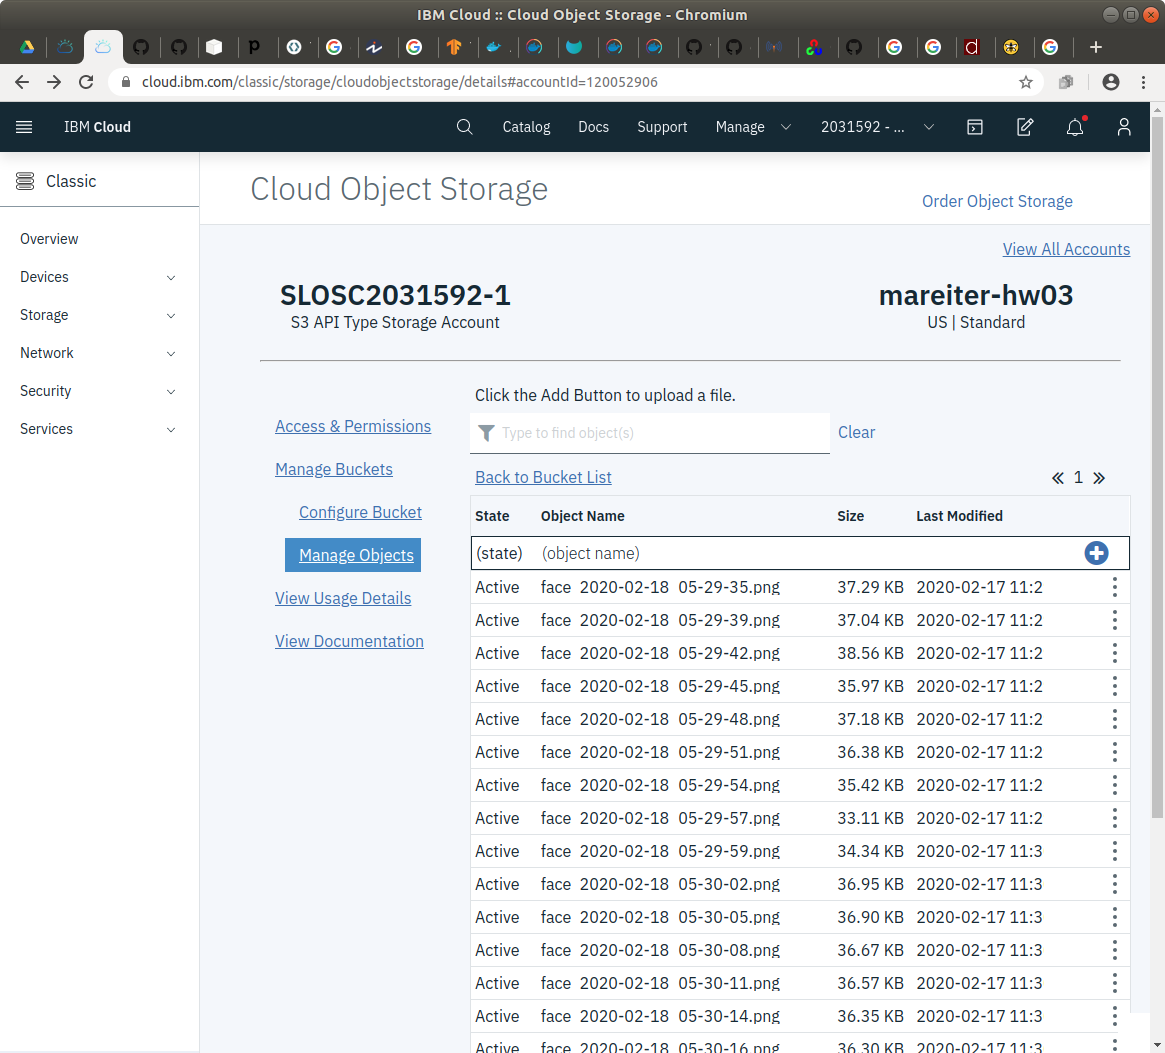 IBM Cloud :: Cloud Object Storage - Chromium
cloud.ibm.com/classic/storage/cloudobjectstorage/details#accountId=120052906
IBM Cloud Catalog Docs Support Manage 2031592 - ...
Classic
Overview
Devices
Storage
Network
Security
Services
Cloud Object Storage
Order Object Storage
View All Accounts
SLOSC2031592-1
S3 API Type Storage Account
mareiter-hw03
US | Standard
Access & Permissions
Manage Buckets
Configure Bucket
Manage Objects
View Usage Details
View Documentation
Click the Add Button to upload a file.
Type to find object(s) Clear
Back to Bucket List « 1 »
State Object Name Size Last Modified
(state) (object name)
Active face 2020-02-18 05-29-35.png 37.29 KB 2020-02-17 11:2
Active face 2020-02-18 05-29-39.png 37.04 KB 2020-02-17 11:2
Active face 2020-02-18 05-29-42.png 38.56 KB 2020-02-17 11:2
Active face 2020-02-18 05-29-45.png 35.97 KB 2020-02-17 11:2
Active face 2020-02-18 05-29-48.png 37.18 KB 2020-02-17 11:2
Active face 2020-02-18 05-29-51.png 36.38 KB 2020-02-17 11:2
Active face 2020-02-18 05-29-54.png 35.42 KB 2020-02-17 11:2
Active face 2020-02-18 05-29-57.png 33.11 KB 2020-02-17 11:2
Active face 2020-02-18 05-29-59.png 34.34 KB 2020-02-17 11:3
Active face 2020-02-18 05-30-02.png 36.95 KB 2020-02-17 11:3
Active face 2020-02-18 05-30-05.png 36.90 KB 2020-02-17 11:3
Active face 2020-02-18 05-30-08.png 36.67 KB 2020-02-17 11:3
Active face 2020-02-18 05-30-11.png 36.57 KB 2020-02-17 11:3
Active face 2020-02-18 05-30-14.png 36.35 KB 2020-02-17 11:3
Active face 2020-02-18 05-30-16.png 36.30 KB 2020-02-17 11:3